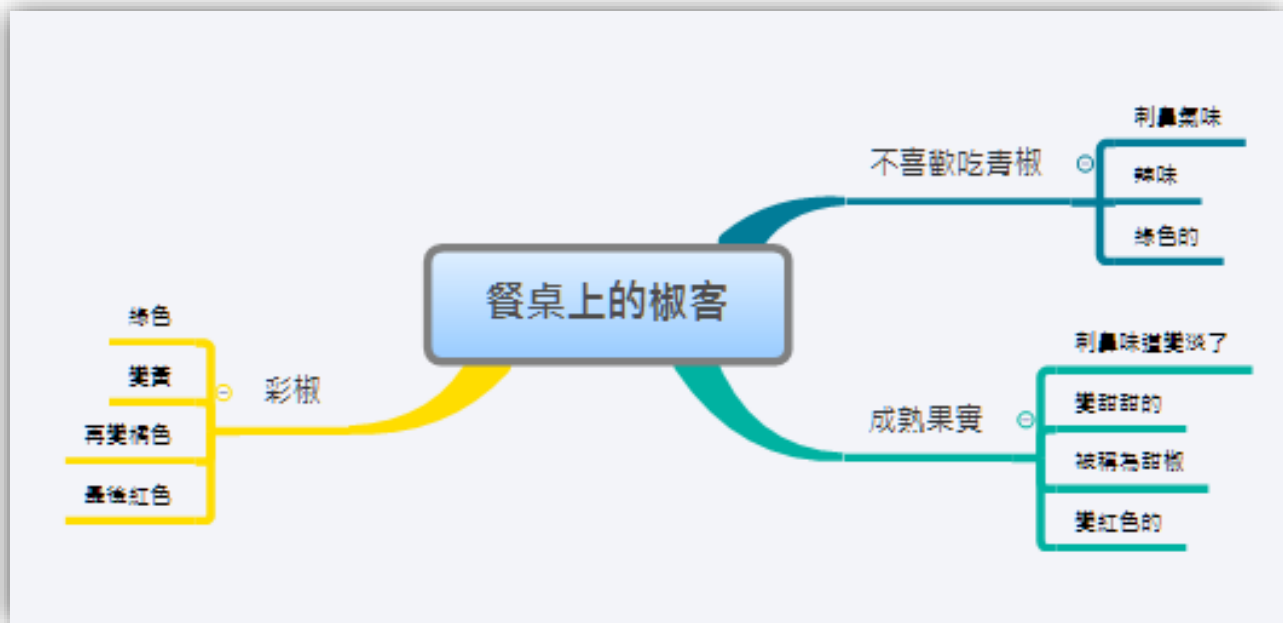 餐桌上的椒客
不喜歡吃青椒
刺鼻氣味
辣味
綠色的
成熟果實
刺鼻味道變淡了
變甜甜的
被稱為甜椒
變紅色的
彩椒
綠色
變黃
再變橘色
最後紅色